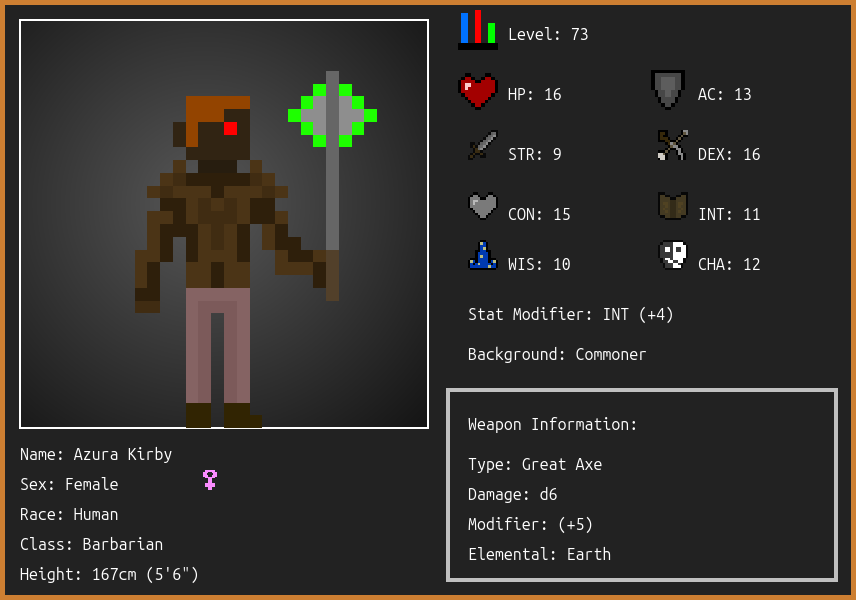 Level: 73
HP: 16
AC: 13
STR: 9
DEX: 16
CON: 15
INT: 11
WIS: 10
CHA: 12
Stat Modifier: INT (+4)
Background: Commoner
Weapon Information:
Type: Great Axe
Damage: d6
Modifier: (+5)
Elemental: Earth
Name: Azura Kirby
Sex: Female
Race: Human
Class: Barbarian
Height: 167cm (5'6")